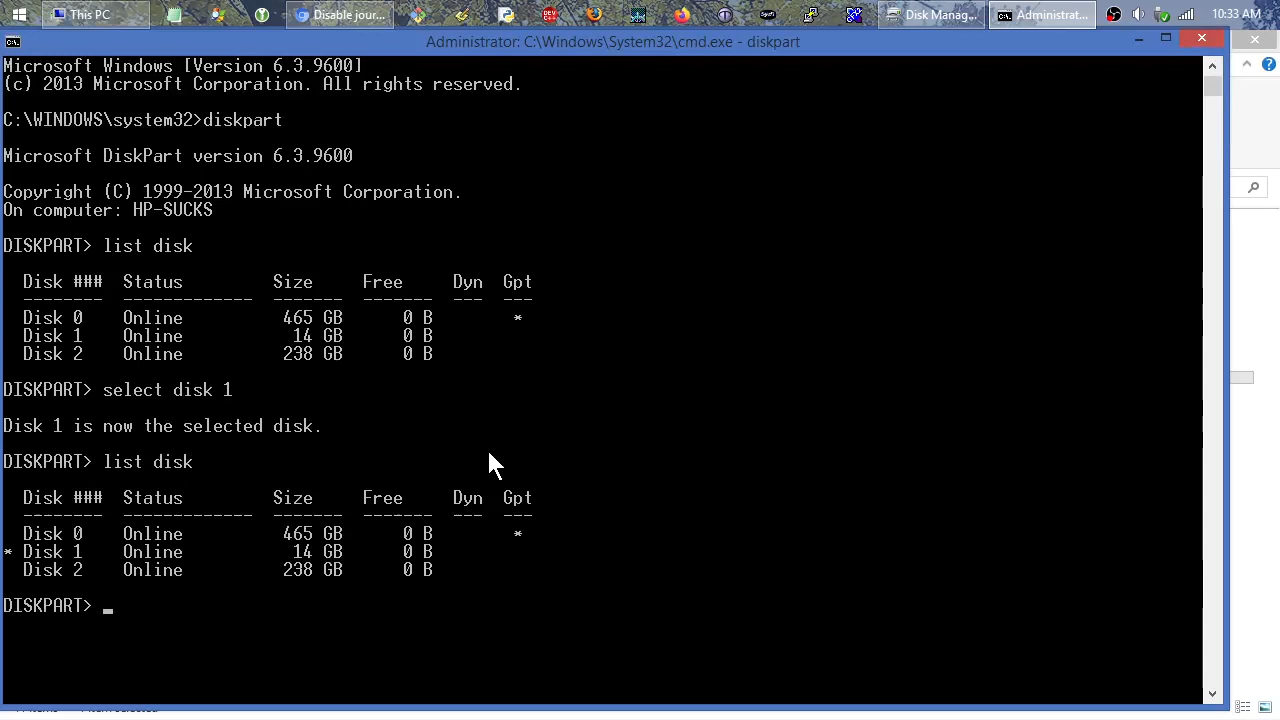 This PC
Disable jour...
Disk Manag...
Administrat...
10:33 AM
Administrator: C:\Windows\System32\cmd.exe - diskpart
Microsoft Windows [Version 6.3.9600]
(c) 2013 Microsoft Corporation. All rights reserved.
C:\WINDOWS\system32>diskpart
Microsoft DiskPart version 6.3.9600
Copyright (C) 1999-2013 Microsoft Corporation.
On computer: HP-SUCKS
DISKPART> list disk
Disk ###  Status         Size     Free     Dyn  Gpt
--------  -------------  -------  -------  ---  ---
Disk 0    Online          465 GB      0 B        *
Disk 1    Online           14 GB      0 B
Disk 2    Online          238 GB      0 B
DISKPART> select disk 1
Disk 1 is now the selected disk.
DISKPART> list disk
Disk ###  Status         Size     Free     Dyn  Gpt
--------  -------------  -------  -------  ---  ---
Disk 0    Online          465 GB      0 B        *
* Disk 1    Online           14 GB      0 B
Disk 2    Online          238 GB      0 B
DISKPART>